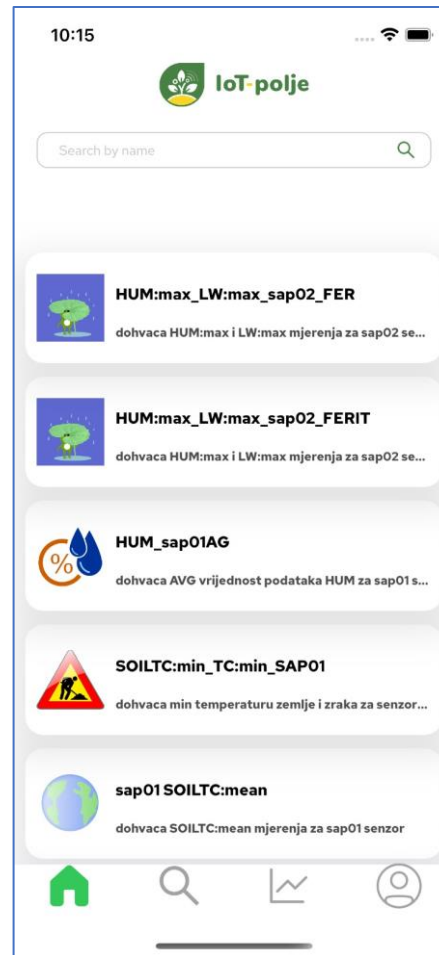 10:15
IoT-polje
Search by name
HUM:max_LW:max_sap02_FER
dohvaca HUM:max i LW:max mjerenja za sap02 se...
HUM:max_LW:max_sap02_FERIT
dohvaca HUM:max i LW:max mjerenja za sap02 se...
%
HUM_sap01AG
dohvaca AVG vrijednost podataka HUM za sap01 s...
SOILTC:min_TC:min_SAP01
dohvaca min temperaturu zemlje i zraka za senzor...
sap01 SOILTC:mean
dohvaca SOILTC:mean mjerenja za sap01 senzor